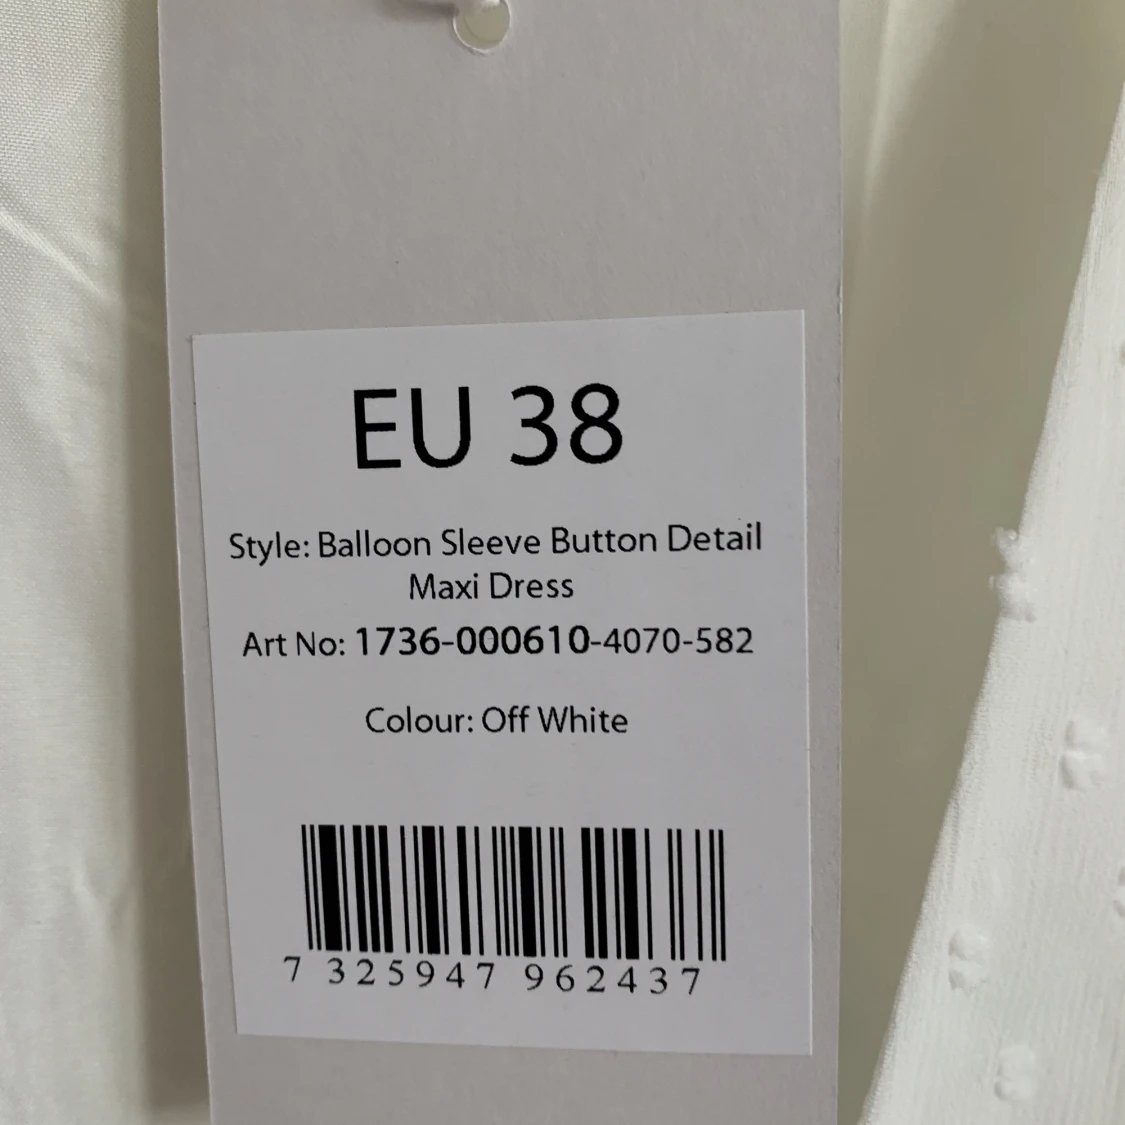 EU 38
Style: Balloon Sleeve Button Detail
Maxi Dress
Art No: 1736-000610-4070-582
Colour: Off White
7 325947 962437